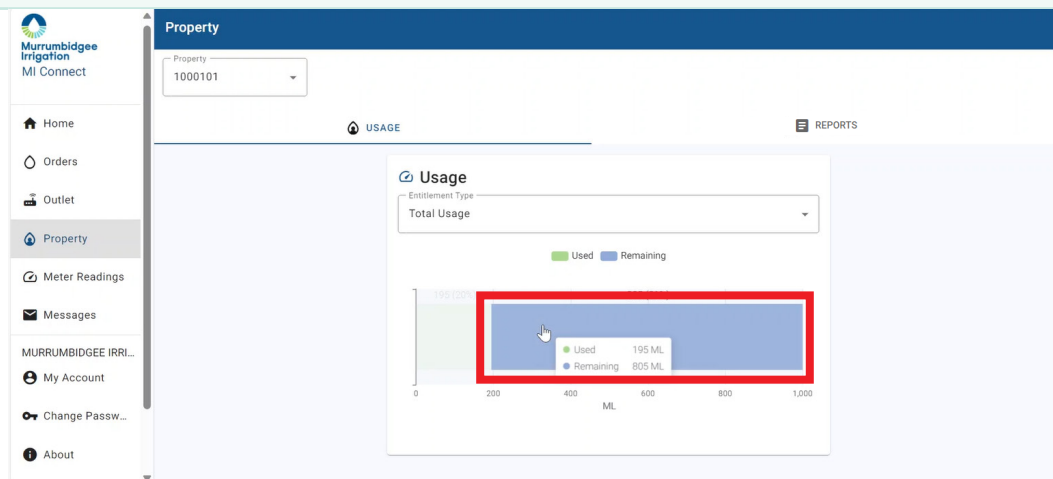 Murrumbidgee
Irrigation
MI Connect
Home
Orders
Outlet
Property
Meter Readings
Messages
MURRUMBIDGEE IRRI...
My Account
Change Passw...
About
Property
Property
1000101
USAGE
REPORTS
Usage
Entitlement Type
Total Usage
Used Remaining
195 (20%)
Used 195 ML
Remaining 805 ML
0 200 400 600 800 1,000
ML